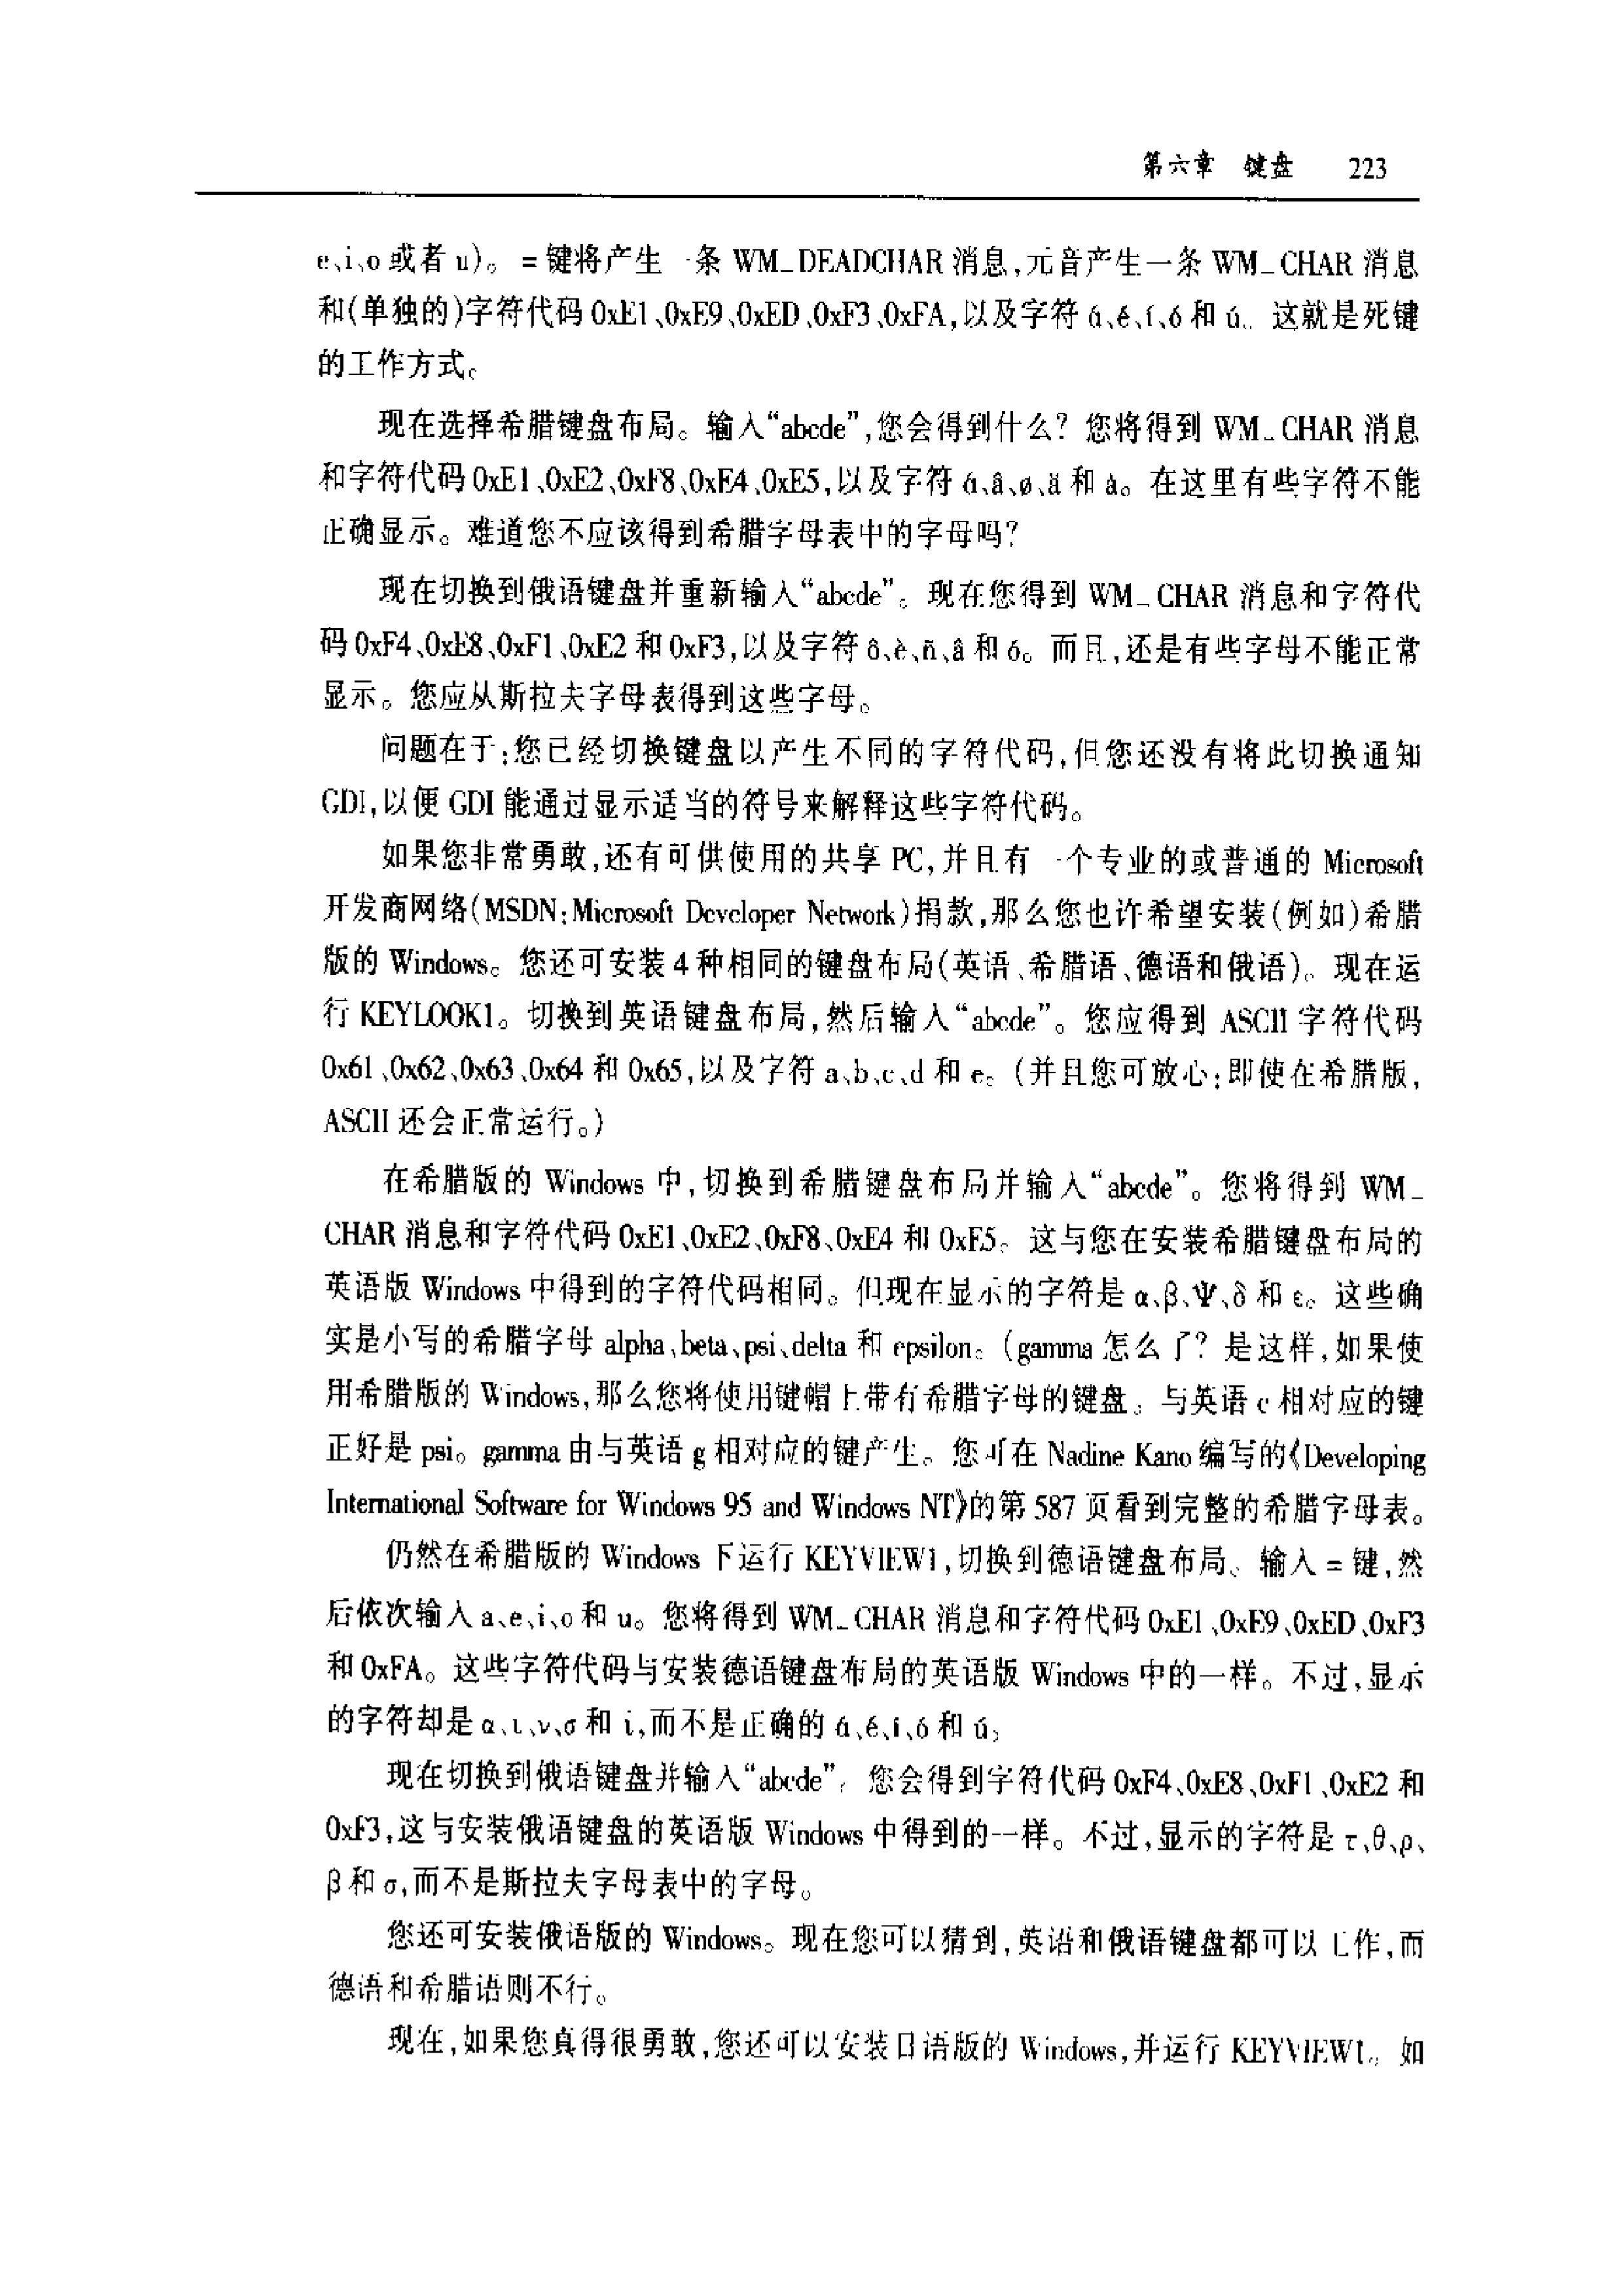 第六章 键盘 223
e、i、o或者 u)。 =键将产生一条 WM_DEADCHAR 消息,元音产生一条 WM_CHAR 消息
和(单独的)字符代码 0xE1、0xE9、0xED、0xF3、0xFA,以及字符 á、é、í、ó 和 ú。这就是死键
的工作方式。
现在选择希腊键盘布局。输入“abcde”,您会得到什么? 您将得到 WM_CHAR 消息
和字符代码 0xE1、0xE2、0xF8、0xE4、0xE5,以及字符 á、â、ø、ä 和 å。在这里有些字符不能
正确显示。难道您不应该得到希腊字母表中的字母吗?
现在切换到俄语键盘并重新输入“abcde”。现在您得到 WM_CHAR 消息和字符代
码 0xF4、0xE8、0xF1、0xE2 和 0xF3,以及字符 ô、è、ñ、â 和 ó。而且,还是有些字母不能正常
显示。您应从斯拉夫字母表得到这些字母。
问题在于:您已经切换键盘以产生不同的字符代码,但您还没有将此切换通知
GDI,以便 GDI 能通过显示适当的符号来解释这些字符代码。
如果您非常勇敢,还有可供使用的共享 PC,并且有一个专业的或普通的 Microsoft
开发商网络(MSDN:Microsoft Developer Network)捐款,那么您也许希望安装(例如)希腊
版的 Windows。您还可安装 4 种相同的键盘布局(英语、希腊语、德语和俄语)。现在运
行 KEYLOOK1。切换到英语键盘布局,然后输入“abcde”。您应得到 ASCII 字符代码
0x61、0x62、0x63、0x64 和 0x65,以及字符 a、b、c、d 和 e。(并且您可放心:即使在希腊版,
ASCII 还会正常运行。)
在希腊版的 Windows 中,切换到希腊键盘布局并输入“abcde”。您将得到 WM_
CHAR 消息和字符代码 0xE1、0xE2、0xF8、0xE4 和 0xF5。这与您在安装希腊键盘布局的
英语版 Windows 中得到的字符代码相同。但现在显示的字符是 α、β、Ψ、δ 和 ε。这些确
实是小写的希腊字母 alpha、beta、psi、delta 和 epsilon。(gamma 怎么了? 是这样,如果使
用希腊版的 Windows,那么您将使用键帽上带有希腊字母的键盘。与英语 c 相对应的键
正好是 psi。gamma 由与英语 g 相对应的键产生。您可在 Nadine Kano 编写的《Developing
International Software for Windows 95 and Windows NT》的第 587 页看到完整的希腊字母表。
仍然在希腊版的 Windows 下运行 KEYVIEW1,切换到德语键盘布局。输入 = 键,然
后依次输入 a、e、i、o 和 u。您将得到 WM_CHAR 消息和字符代码 0xE1、0xE9、0xED、0xF3
和 0xFA。这些字符代码与安装德语键盘布局的英语版 Windows 中的一样。不过,显示
的字符却是 α、ι、ν、σ 和 i,而不是正确的 á、é、í、ó 和 ú。
现在切换到俄语键盘并输入“abcde”。您会得到字符代码 0xF4、0xE8、0xF1、0xE2 和
0xF3,这与安装俄语键盘的英语版 Windows 中得到的一样。不过,显示的字符是 τ、θ、ρ、
β 和 σ,而不是斯拉夫字母表中的字母。
您还可安装俄语版的 Windows。现在您可以猜到,英语和俄语键盘都可以工作,而
德语和希腊语则不行。
现在,如果您真得很勇敢,您还可以安装日语版的 Windows,并运行 KEYVIEW1。如